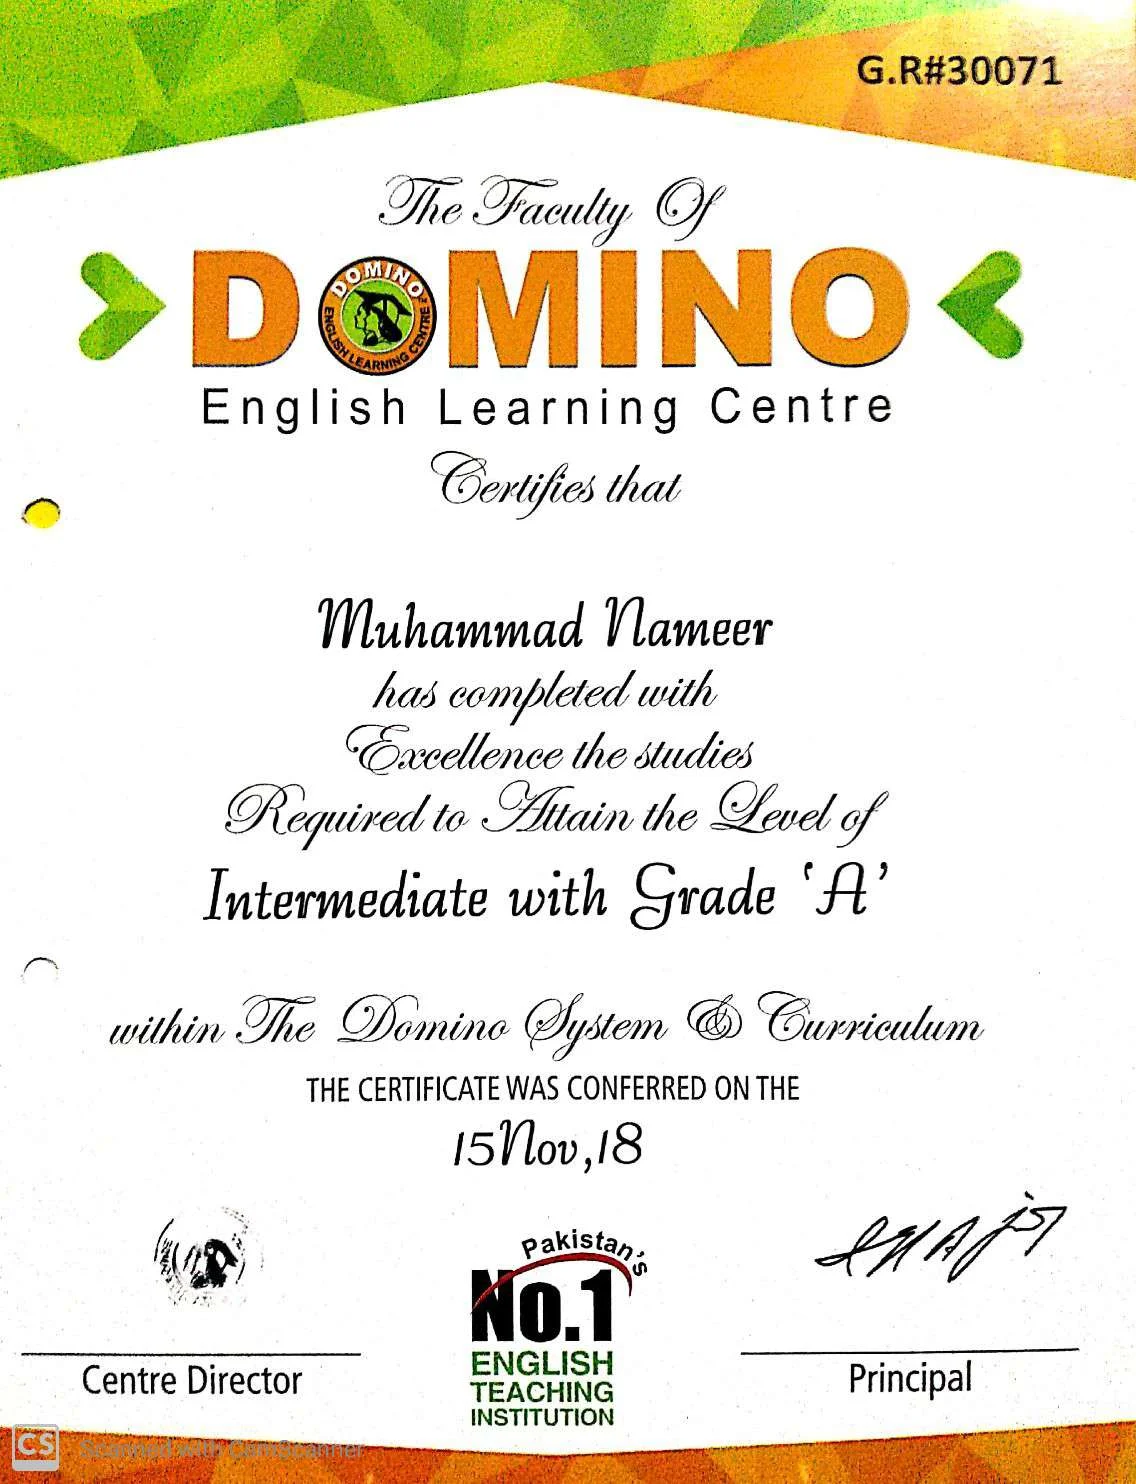 G.R#30071
The Faculty Of
DOMINO
DOMINO
ENGLISH LEARNING CENTRE
English Learning Centre
Certifies that
Muhammad Nameer
has completed with
Excellence the studies
Required to Attain the Level of
Intermediate with Grade 'A'
within The Domino System & Curriculum
THE CERTIFICATE WAS CONFERRED ON THE
15Nov,18
Pakistan's
No.1
ENGLISH
TEACHING
INSTITUTION
Centre Director
Principal
CS Scanned with CamScanner